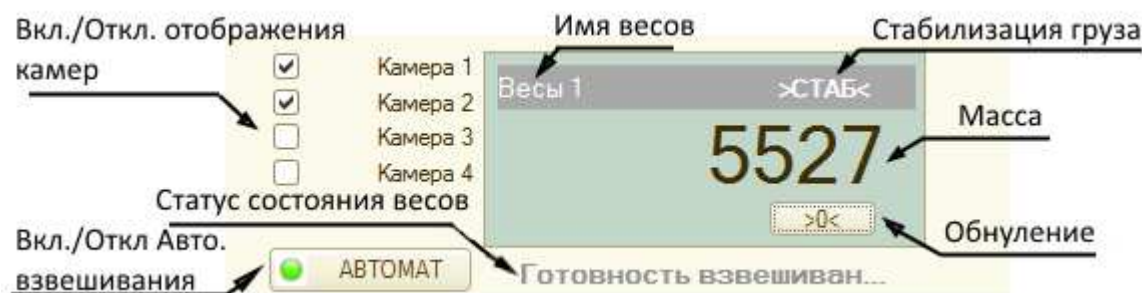 Вкл./Откл. отображения
камер
Имя весов
Стабилизация груза
Камера 1
Камера 2
Камера 3
Камера 4
Весы 1
>СТАБ<
5527
Масса
>0<
Обнуление
Статус состояния весов
Вкл./Откл Авто.
взвешивания
АВТОМАТ
Готовность взвешиван...